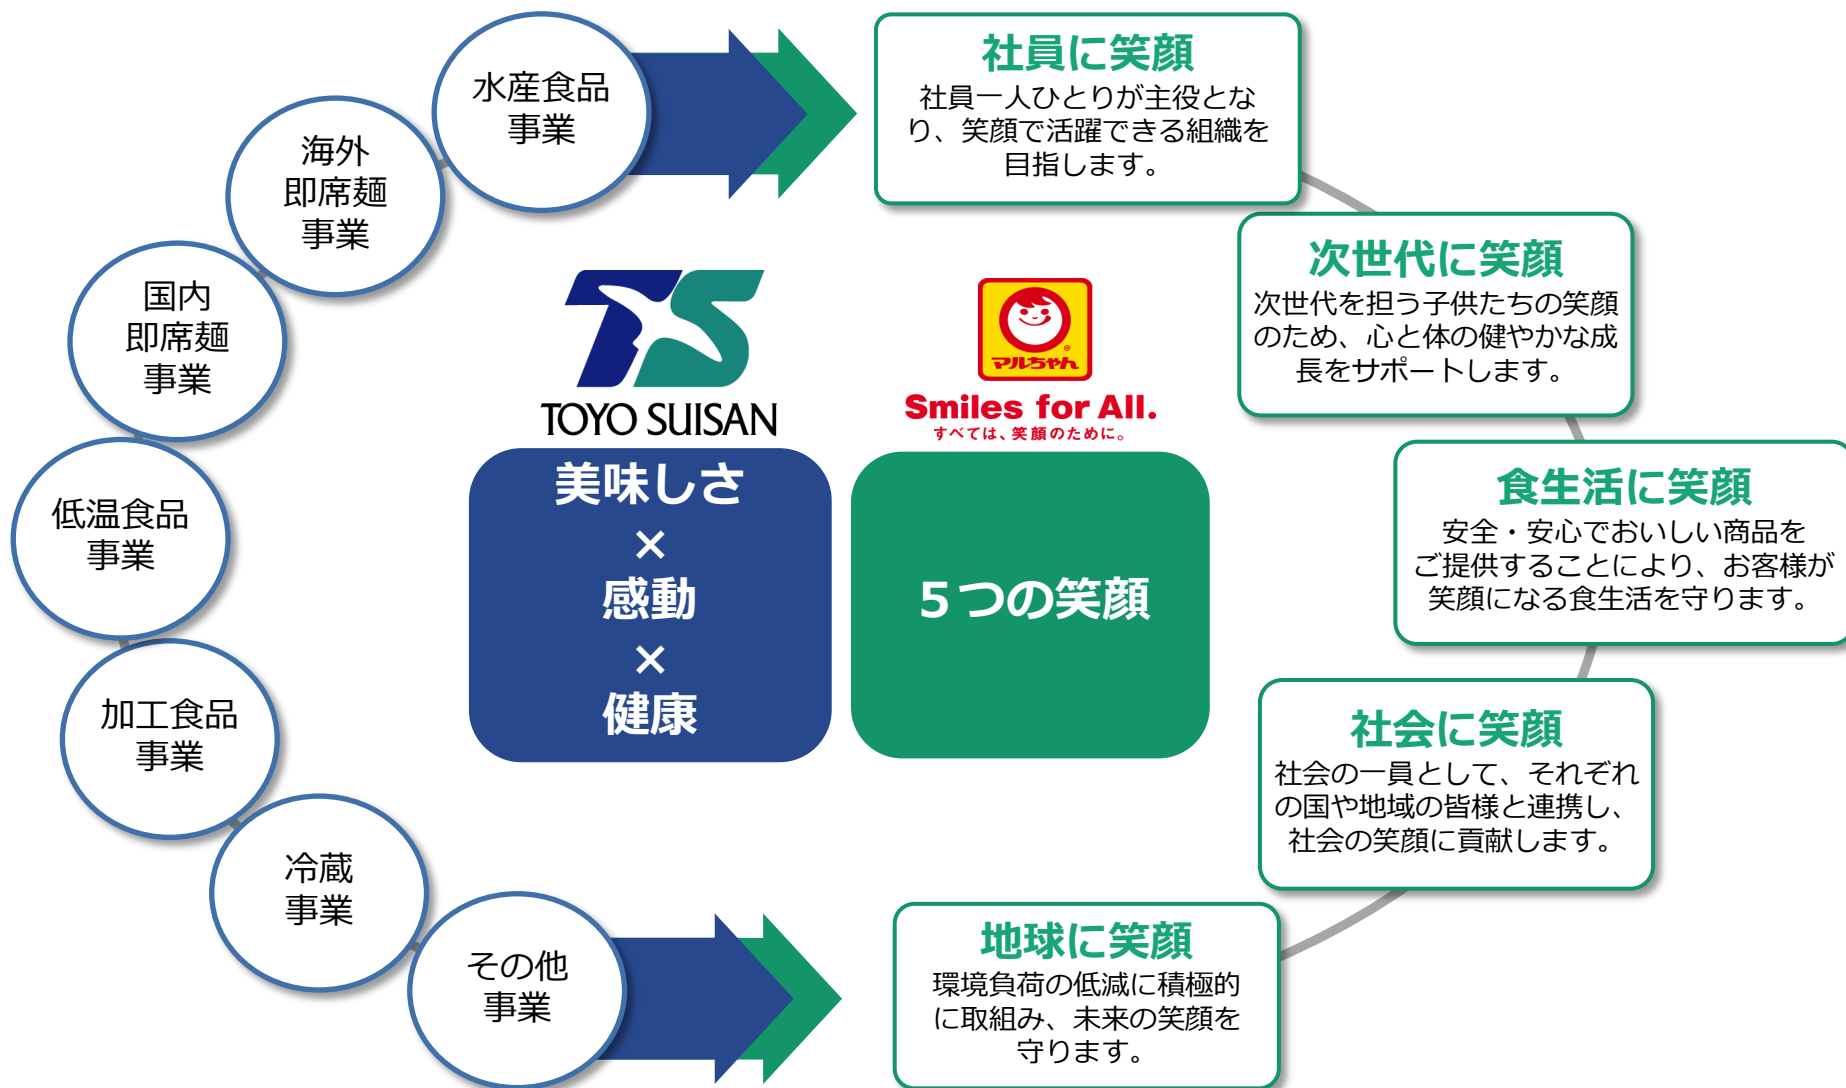 水産食品
事業
海外
即席麺
事業
国内
即席麺
事業
低温食品
事業
加工食品
事業
冷蔵
事業
その他
事業
TOYO SUISAN
美味しさ
×
感動
×
健康
マルちゃん
®
Smiles for All.
すべては、笑顔のために。
５つの笑顔
社員に笑顔
社員一人ひとりが主役とな
り、笑顔で活躍できる組織を
目指します。
次世代に笑顔
次世代を担う子供たちの笑顔
のため、心と体の健やかな成
長をサポートします。
食生活に笑顔
安全・安心でおいしい商品を
ご提供することにより、お客様が
笑顔になる食生活を守ります。
社会に笑顔
社会の一員として、それぞれ
の国や地域の皆様と連携し、
社会の笑顔に貢献します。
地球に笑顔
環境負荷の低減に積極的
に取組み、未来の笑顔を
守ります。